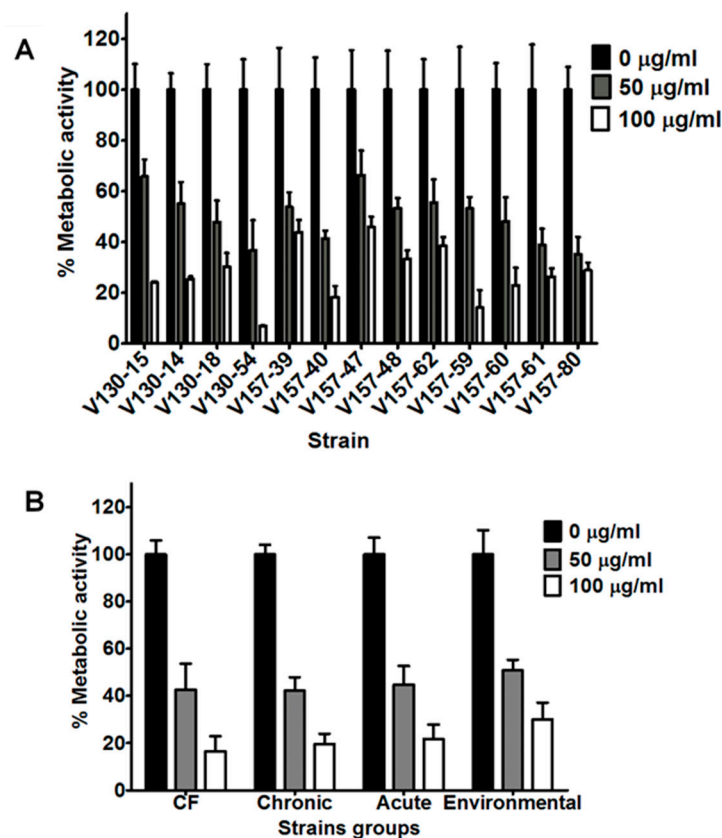 A
120
100
80
60
40
20
0
% Metabolic activity
0 µg/ml
50 µg/ml
100 µg/ml
V130-15
V130-14
V130-18
V130-54
V157-39
V157-40
V157-47
V157-48
V157-62
V157-59
V157-60
V157-61
V157-80
Strain
B
120
100
80
60
40
20
0
% Metabolic activity
0 µg/ml
50 µg/ml
100 µg/ml
CF Chronic Acute Environmental
Strains groups